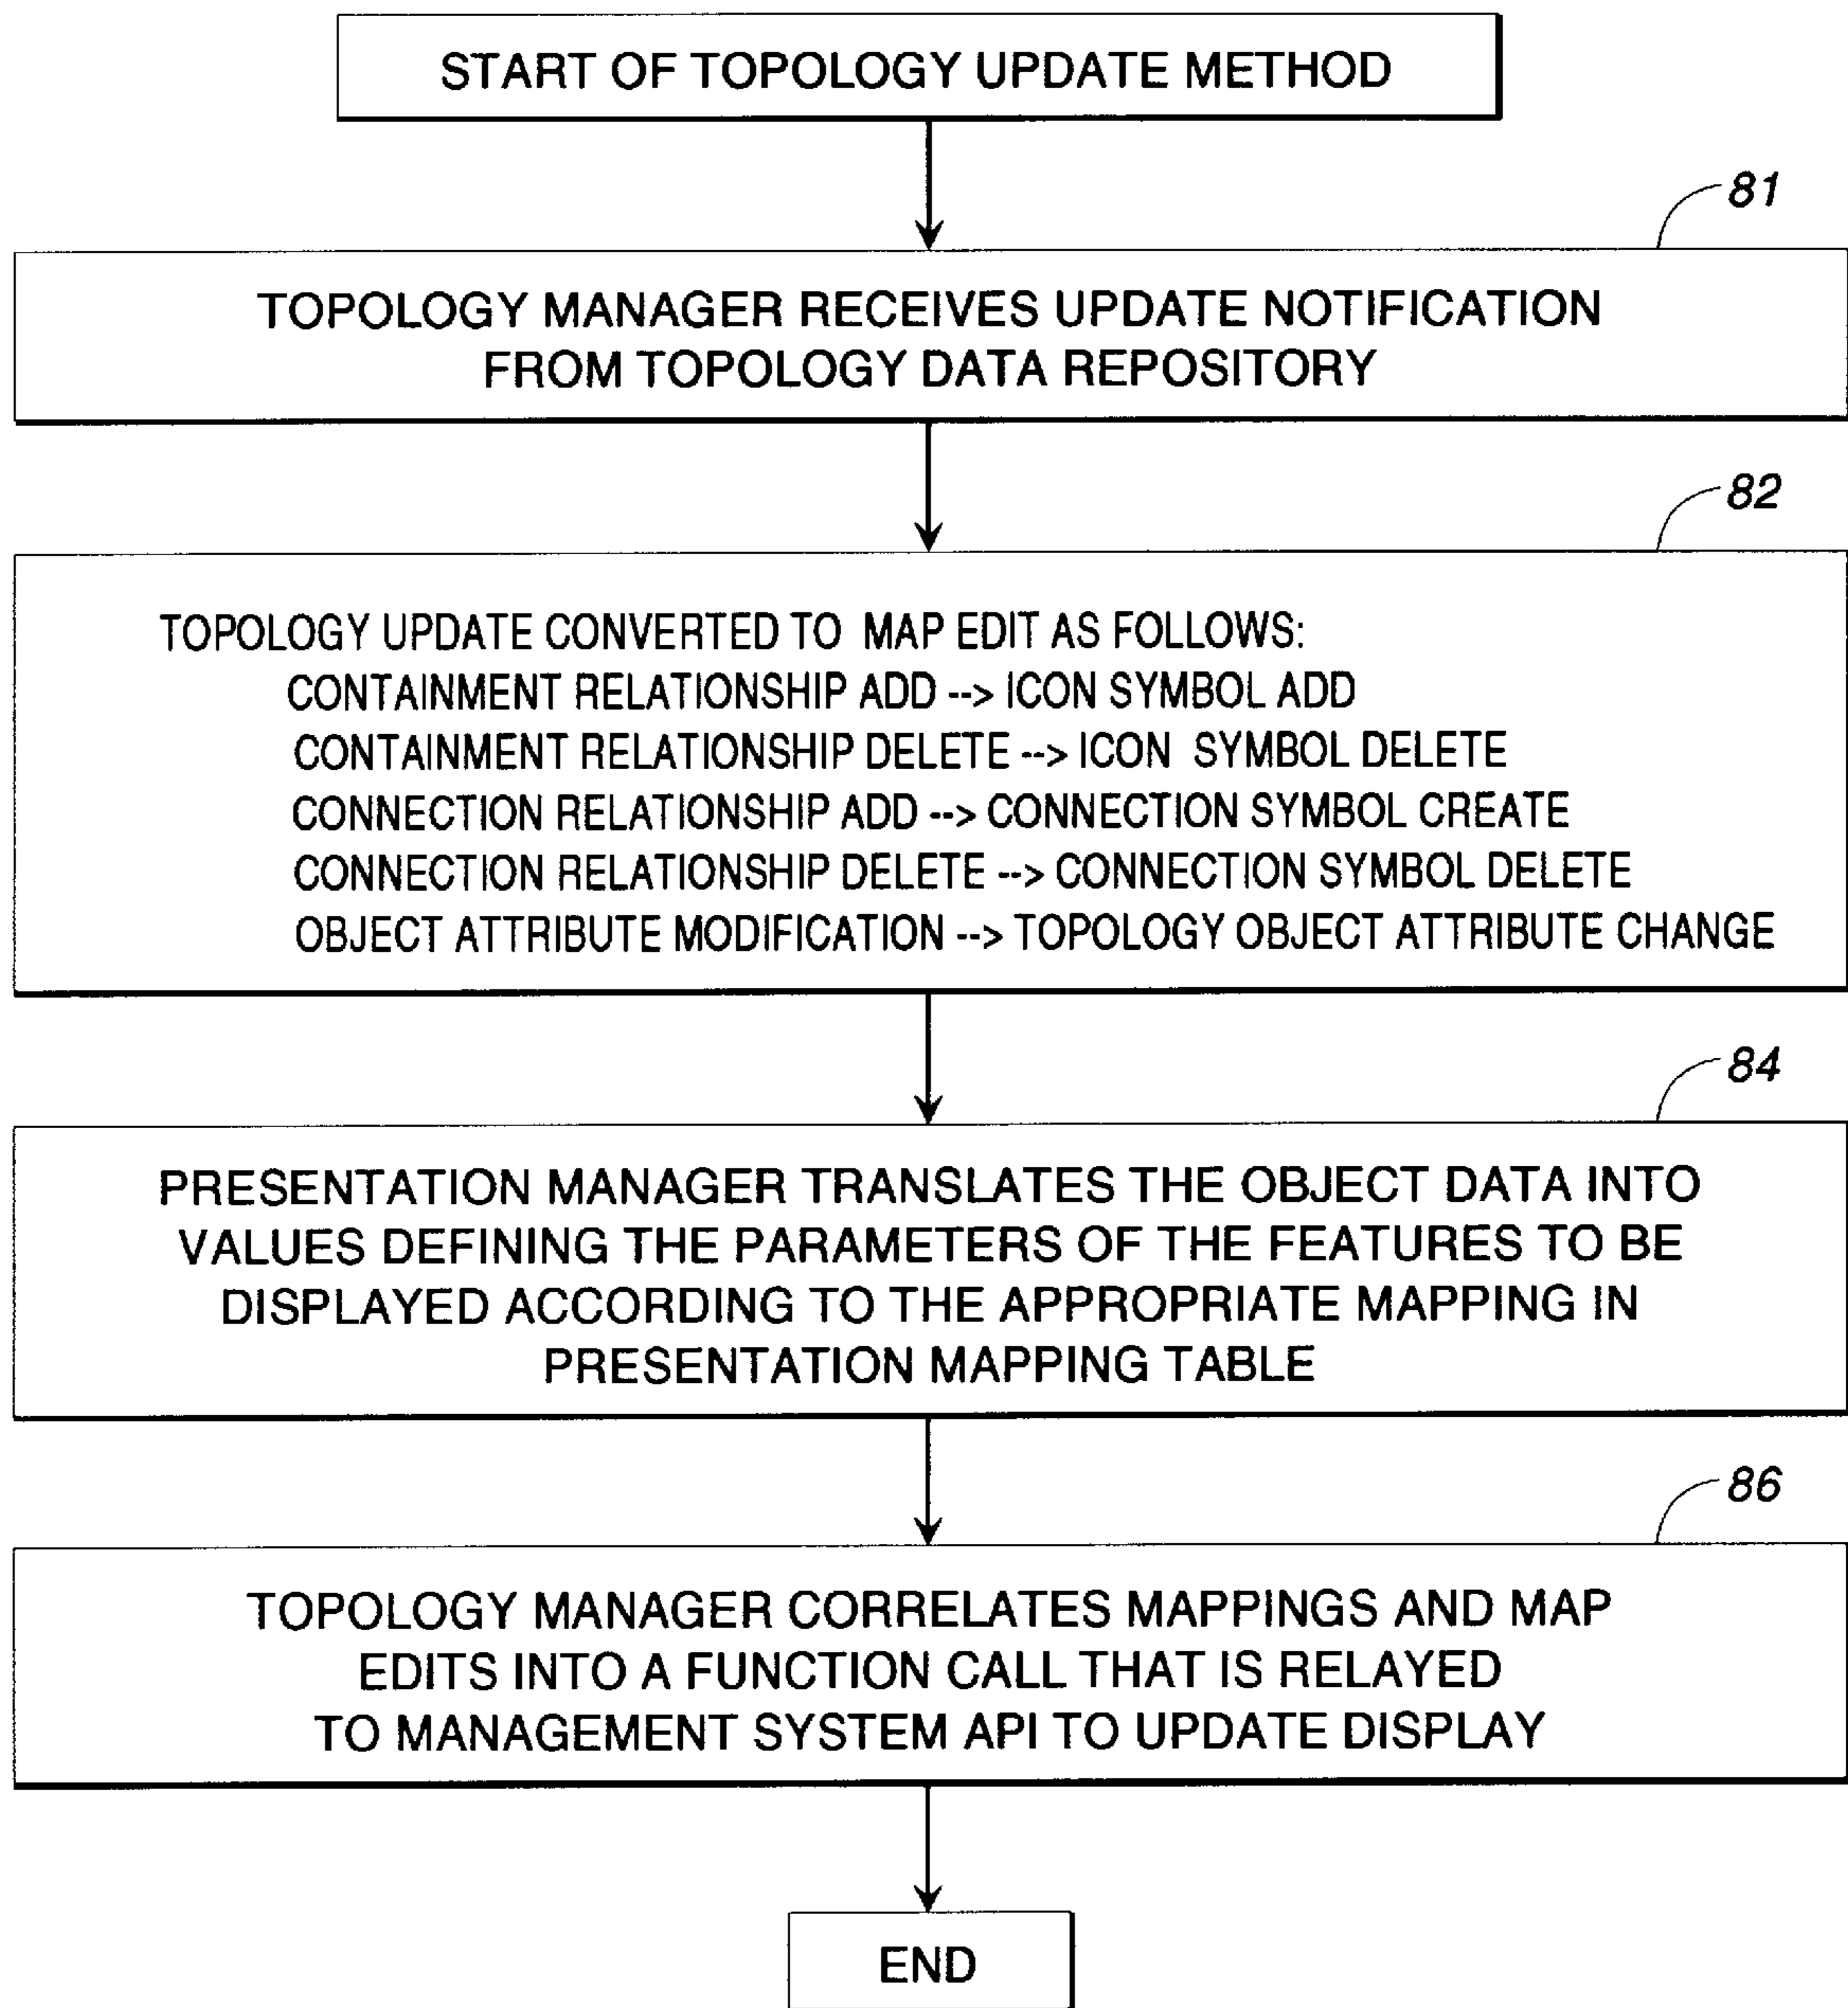 START OF TOPOLOGY UPDATE METHOD
81
TOPOLOGY MANAGER RECEIVES UPDATE NOTIFICATION
FROM TOPOLOGY DATA REPOSITORY
82
TOPOLOGY UPDATE CONVERTED TO MAP EDIT AS FOLLOWS:
CONTAINMENT RELATIONSHIP ADD --> ICON SYMBOL ADD
CONTAINMENT RELATIONSHIP DELETE --> ICON SYMBOL DELETE
CONNECTION RELATIONSHIP ADD --> CONNECTION SYMBOL CREATE
CONNECTION RELATIONSHIP DELETE --> CONNECTION SYMBOL DELETE
OBJECT ATTRIBUTE MODIFICATION --> TOPOLOGY OBJECT ATTRIBUTE CHANGE
84
PRESENTATION MANAGER TRANSLATES THE OBJECT DATA INTO
VALUES DEFINING THE PARAMETERS OF THE FEATURES TO BE
DISPLAYED ACCORDING TO THE APPROPRIATE MAPPING IN
PRESENTATION MAPPING TABLE
86
TOPOLOGY MANAGER CORRELATES MAPPINGS AND MAP
EDITS INTO A FUNCTION CALL THAT IS RELAYED
TO MANAGEMENT SYSTEM API TO UPDATE DISPLAY
END